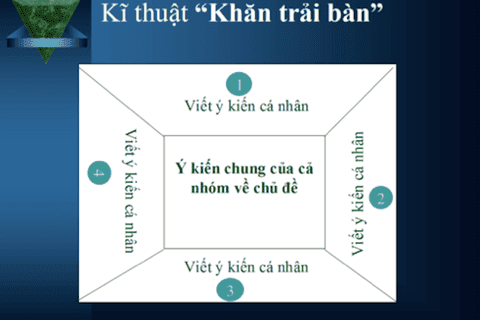 Kĩ thuật “Khăn trải bàn”
1
Viết ý kiến cá nhân
4
Viết ý kiến cá nhân
Ý kiến chung của cả
nhóm về chủ đề
Viết ý kiến cá nhân
2
Viết ý kiến cá nhân
3